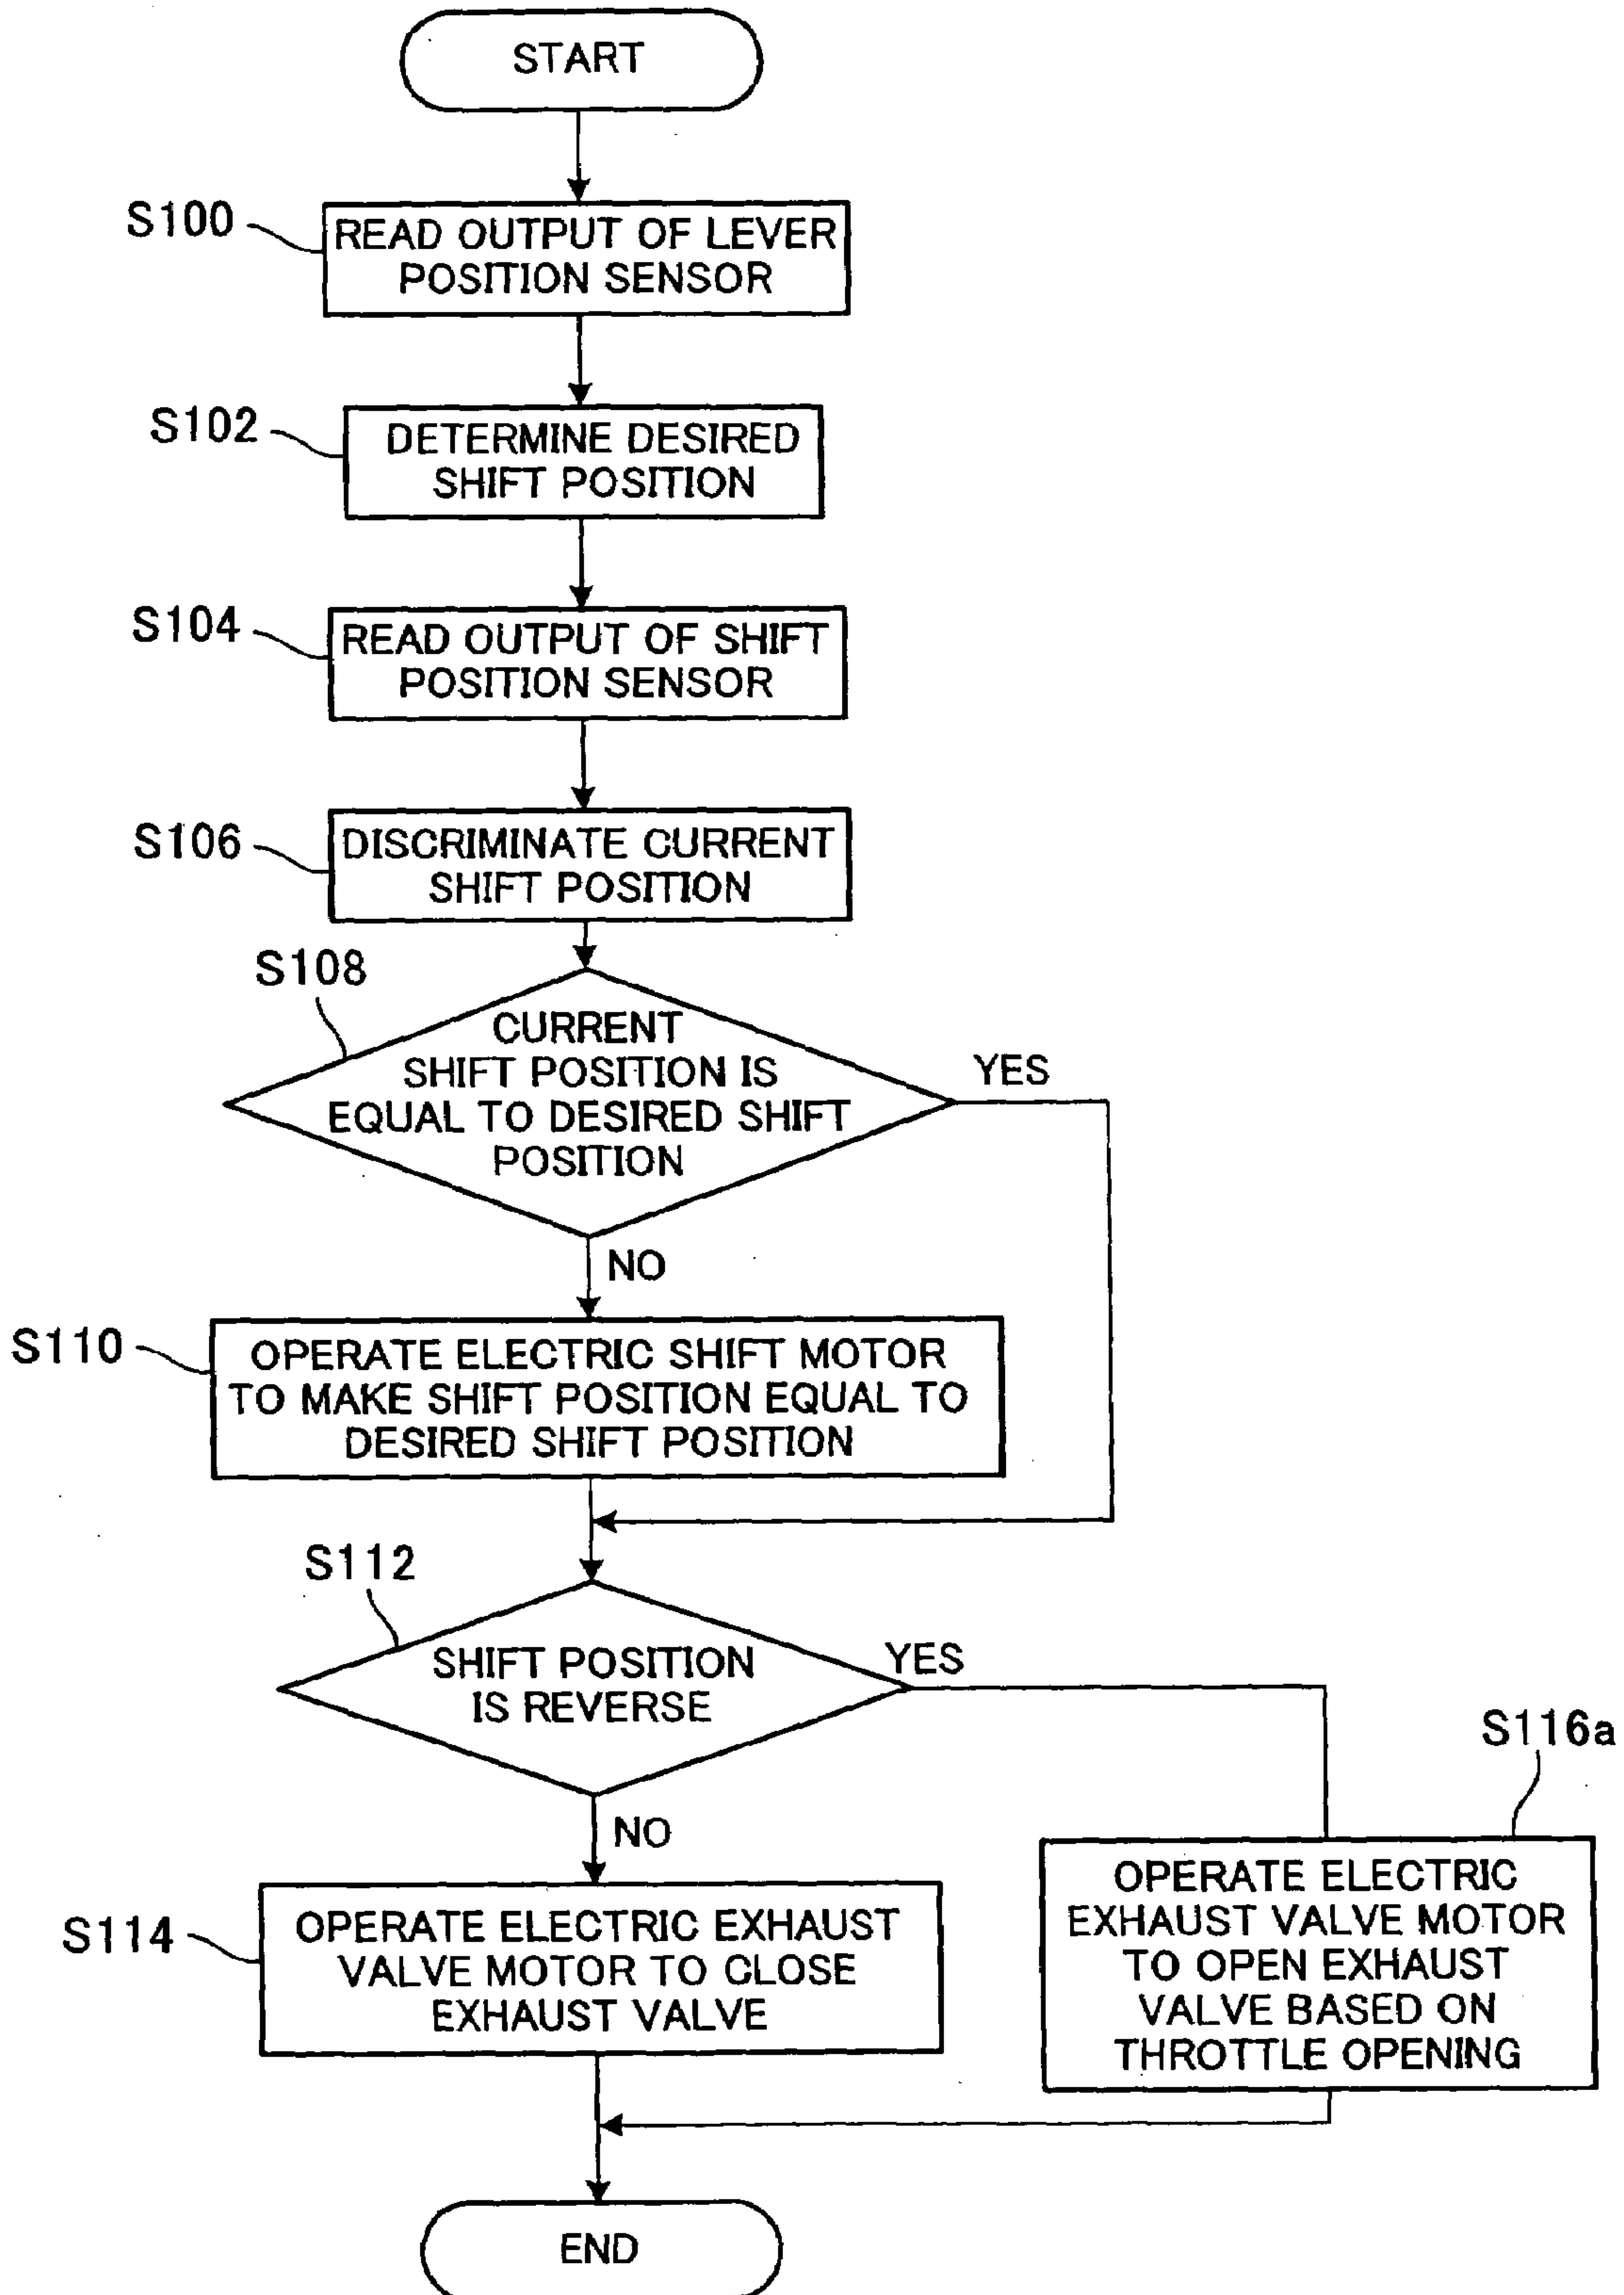 START
S100
READ OUTPUT OF LEVER
POSITION SENSOR
S102
DETERMINE DESIRED
SHIFT POSITION
S104
READ OUTPUT OF SHIFT
POSITION SENSOR
S106
DISCRIMINATE CURRENT
SHIFT POSITION
S108
CURRENT
SHIFT POSITION IS
EQUAL TO DESIRED SHIFT
POSITION
YES
NO
S110
OPERATE ELECTRIC SHIFT MOTOR
TO MAKE SHIFT POSITION EQUAL TO
DESIRED SHIFT POSITION
S112
SHIFT POSITION
IS REVERSE
YES
NO
S114
OPERATE ELECTRIC EXHAUST
VALVE MOTOR TO CLOSE
EXHAUST VALVE
S116a
OPERATE ELECTRIC
EXHAUST VALVE MOTOR
TO OPEN EXHAUST
VALVE BASED ON
THROTTLE OPENING
END